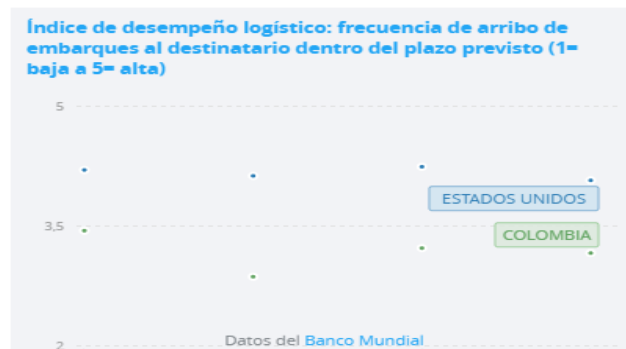 Índice de desempeño logístico: frecuencia de arribo de
embarques al destinatario dentro del plazo previsto (1=
baja a 5= alta)
5
ESTADOS UNIDOS
3,5
COLOMBIA
Datos del Banco Mundial
2